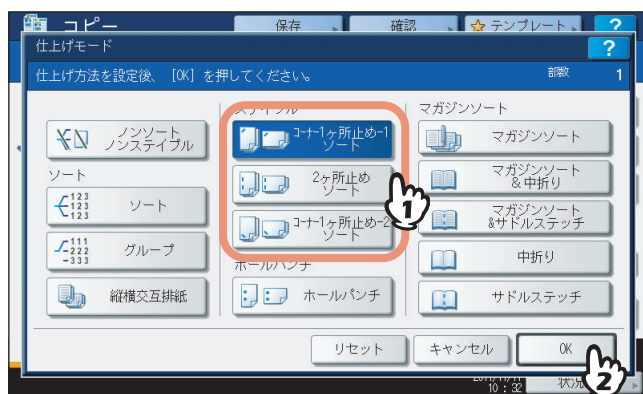 コピー
保存
確認
テンプレート
?
仕上げモード
?
仕上げ方法を設定後、 [OK] を押してください。
部数 1
ノンソート
ノンステイプル
ソート
123
123
123
ソート
111
222
333
グループ
縦横交互排紙
ステイプル
コーナー1ヶ所止め-1
ソート
2ヶ所止め
ソート
コーナー1ヶ所止め-2
ソート
ホールパンチ
ホールパンチ
マガジンソート
マガジンソート
マガジンソート
&中折り
マガジンソート
&サドルステッチ
中折り
サドルステッチ
1
リセット
キャンセル
OK
2
10:32
状況